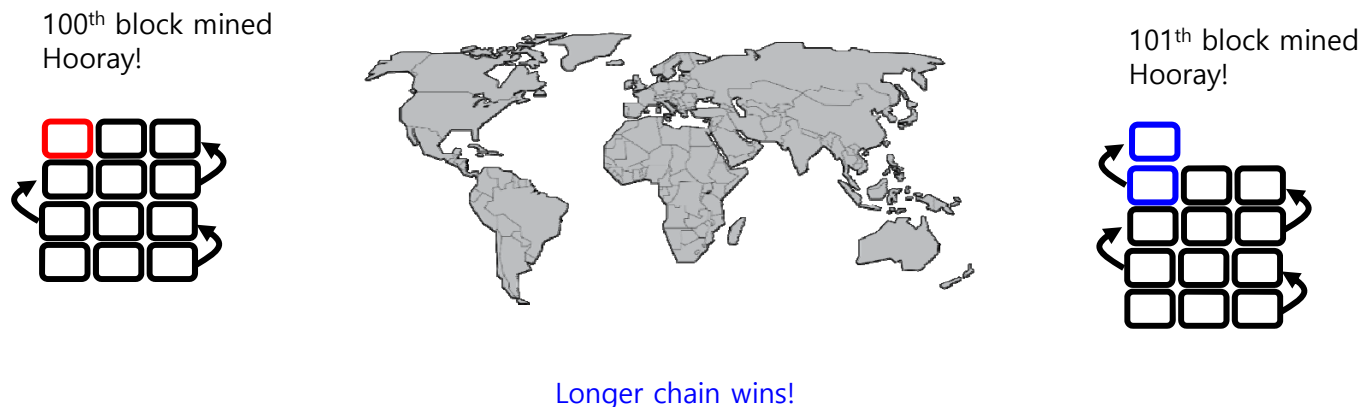 100th block mined
Hooray!
101th block mined
Hooray!
Longer chain wins!